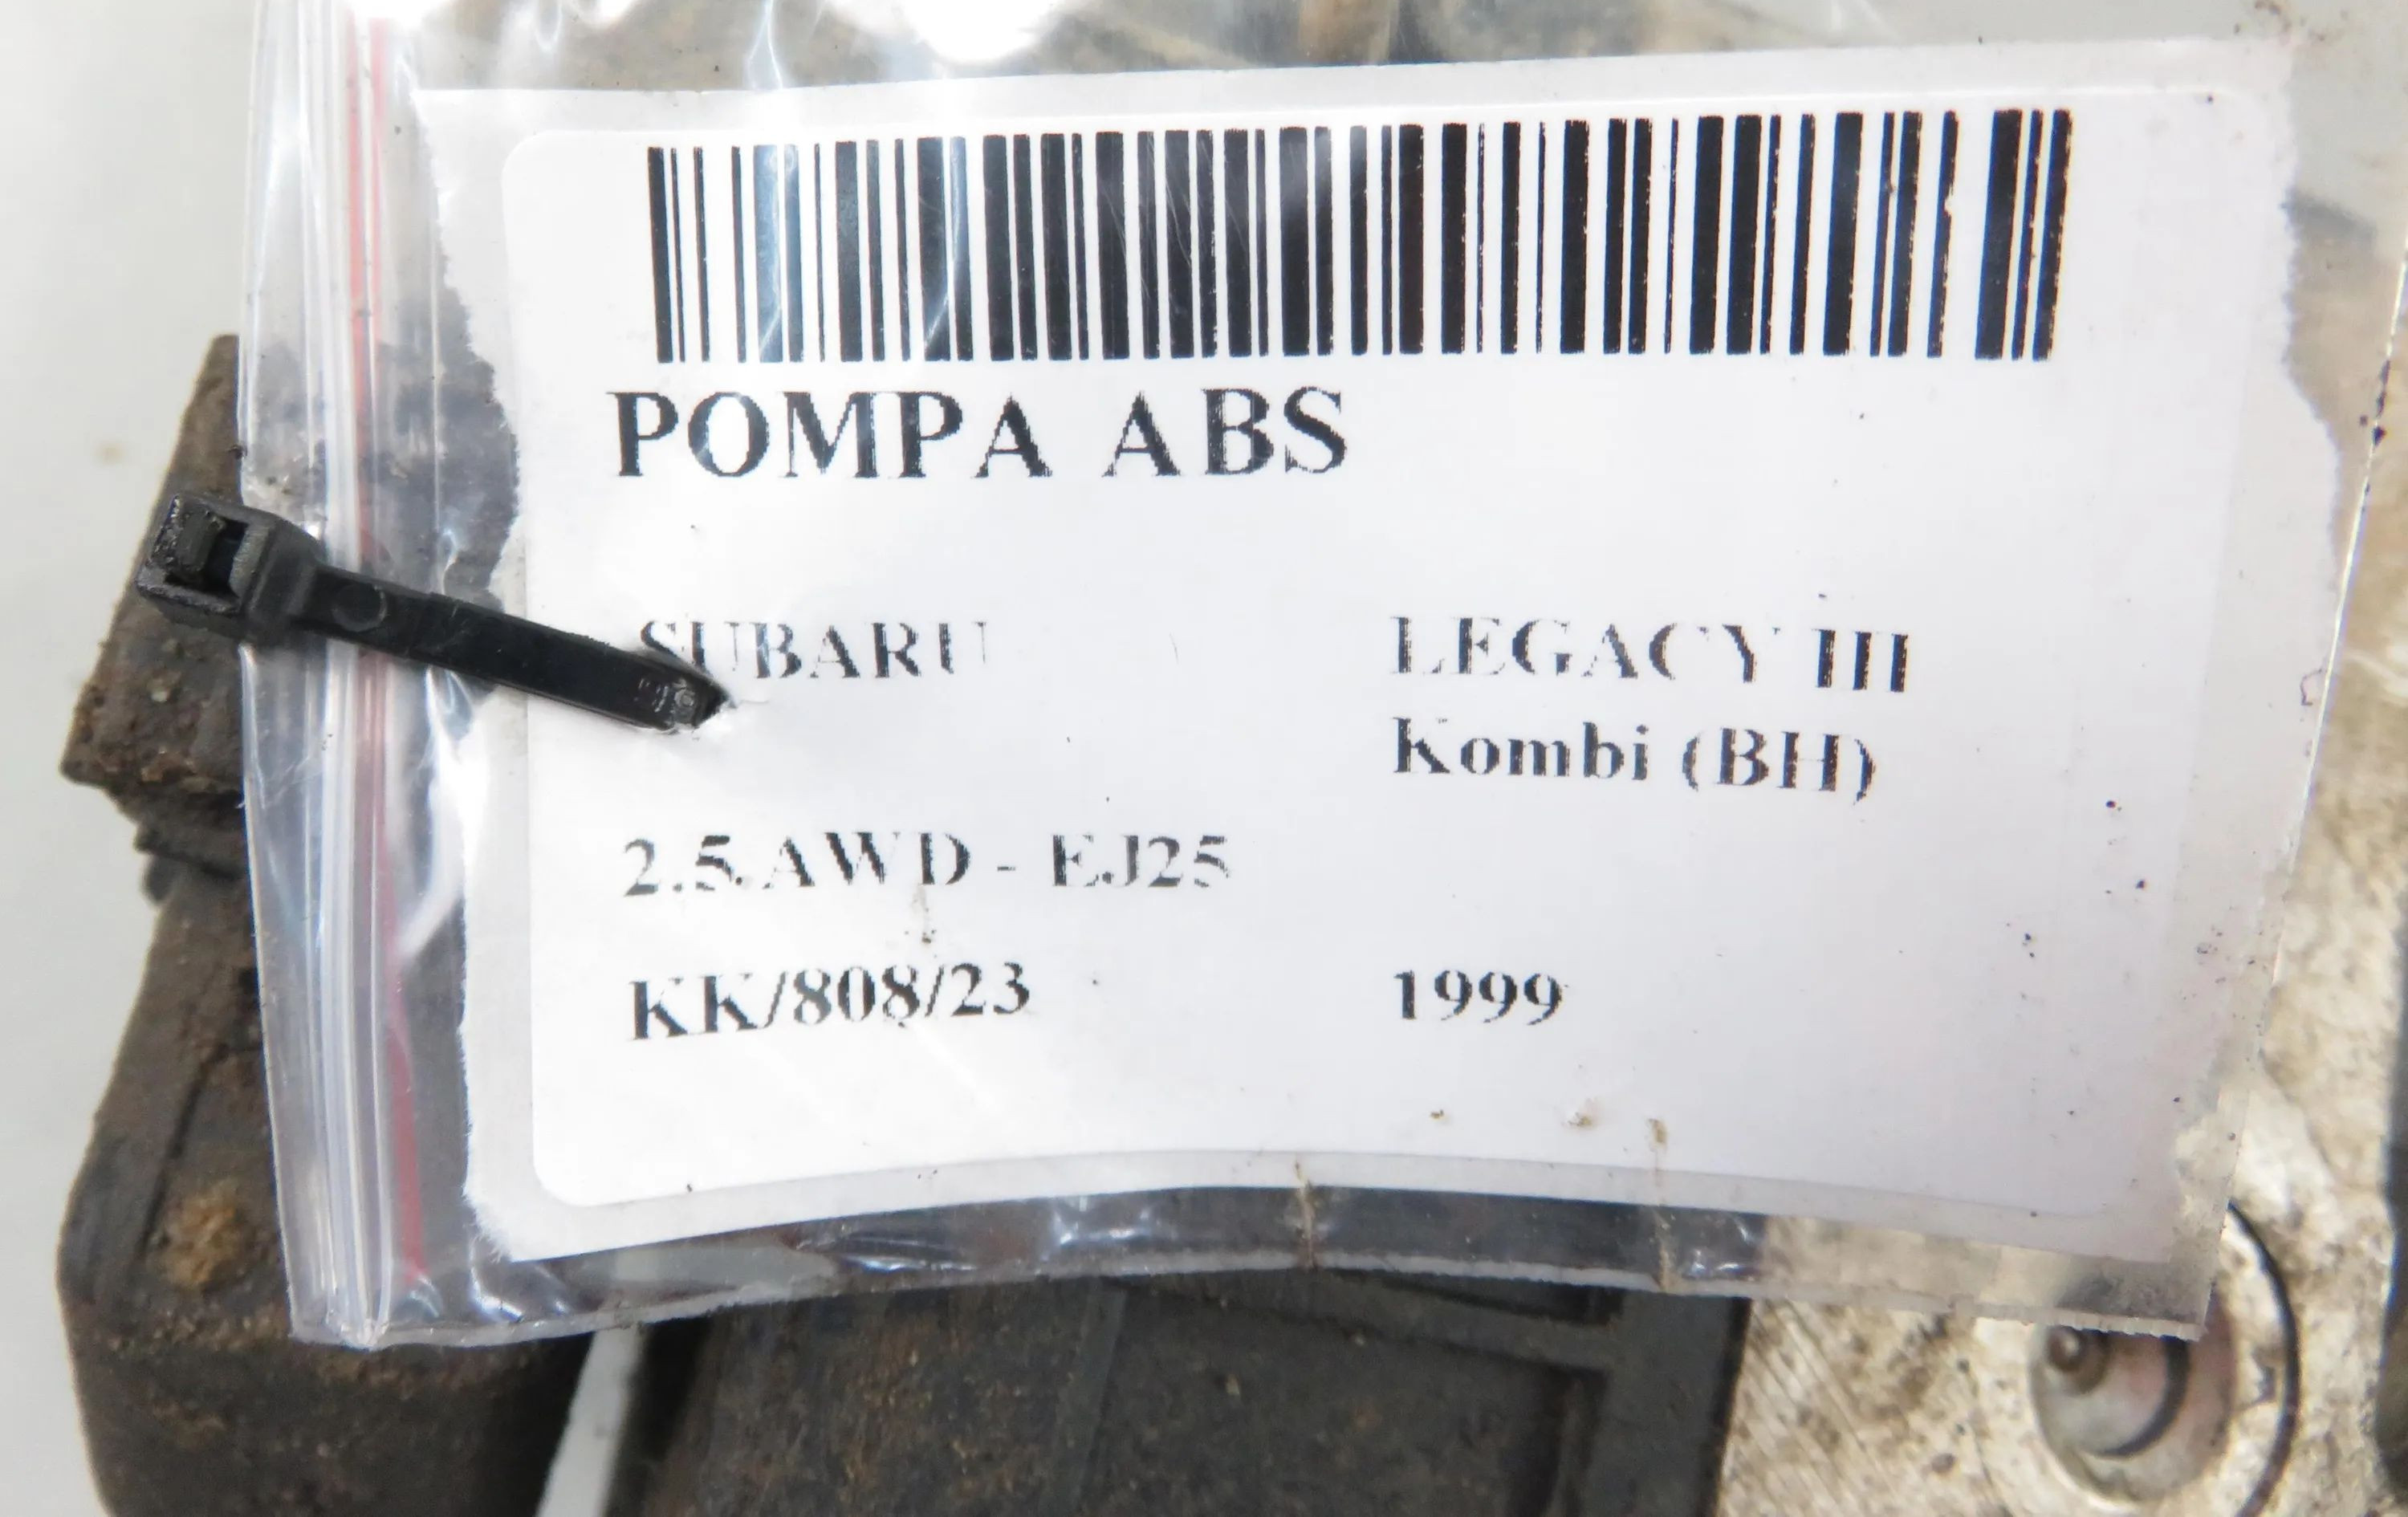 POMPA ABS
SUBARU LEGACY III
Kombi (BH)
2.5.AWD - EJ25
KK/808/23 1999